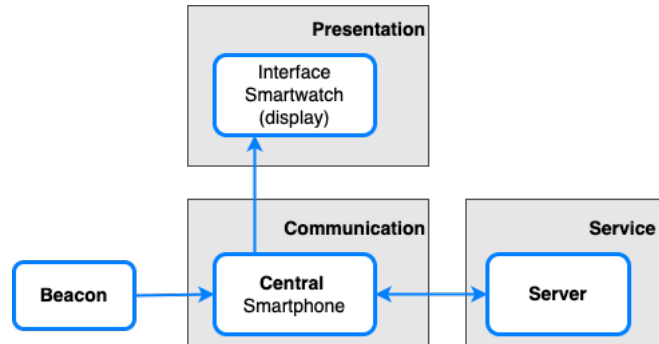 Presentation
Interface
Smartwatch
(display)
Communication
Service
Beacon
Central
Smartphone
Server